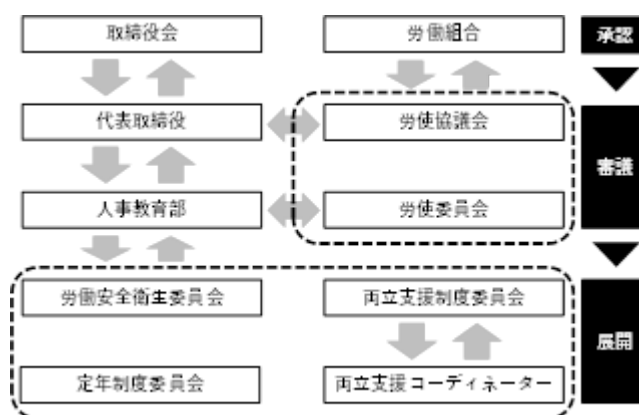 取締役会
労働組合
承認
代表取締役
労使協議会
審議
人事教育部
労使委員会
労働安全衛生委員会
両立支援制度委員会
展開
定年制度委員会
両立支援コーディネーター